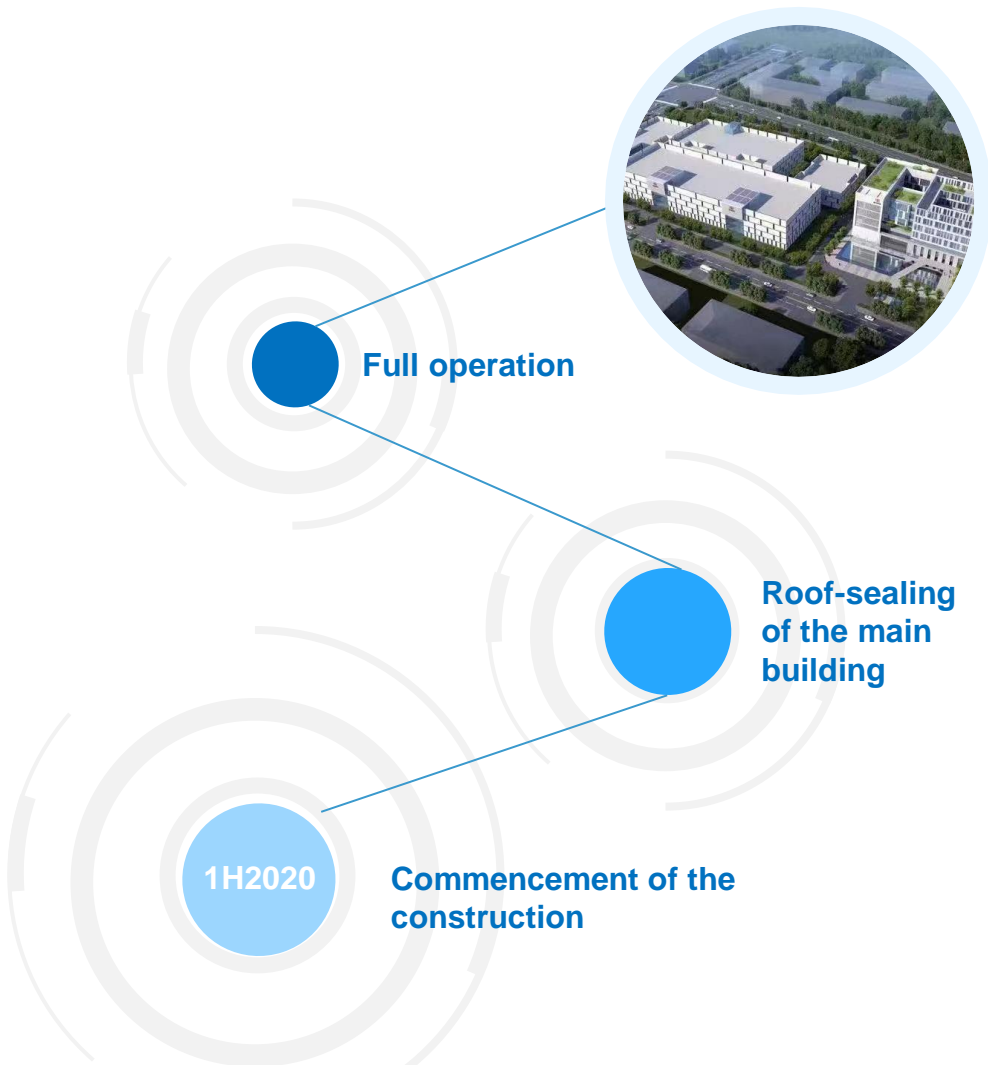 Full operation
Roof-sealing
of the main
building
1H2020
Commencement of the
construction